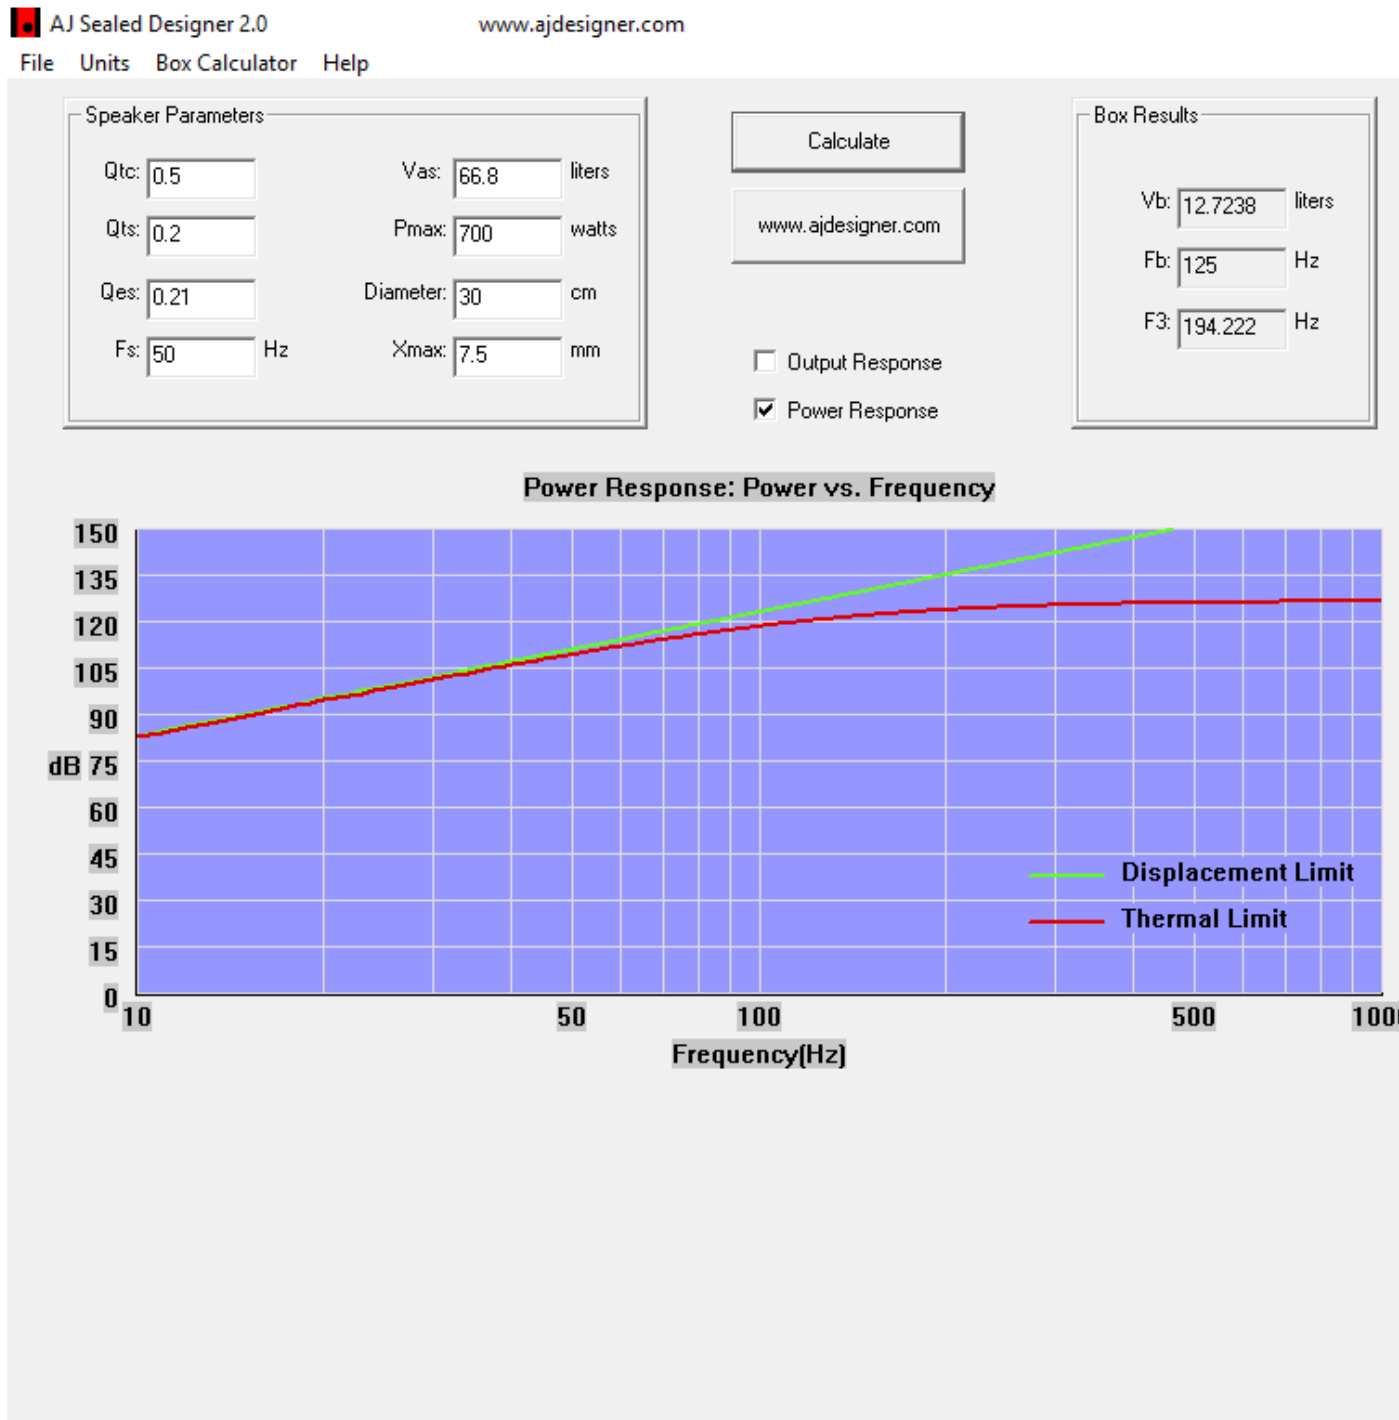 AJ Sealed Designer 2.0 www.ajdesigner.com
File Units Box Calculator Help
Speaker Parameters
Qtc: 0.5 Vas: 66.8 liters
Qts: 0.2 Pmax: 700 watts
Qes: 0.21 Diameter: 30 cm
Fs: 50 Hz Xmax: 7.5 mm
Calculate
www.ajdesigner.com
Output Response
Power Response
Box Results
Vb: 12.7238 liters
Fb: 125 Hz
F3: 194.222 Hz
Power Response: Power vs. Frequency
150
135
120
105
90
dB 75
60
45
30
15
0
Displacement Limit
Thermal Limit
10 50 100 500 1000
Frequency(Hz)